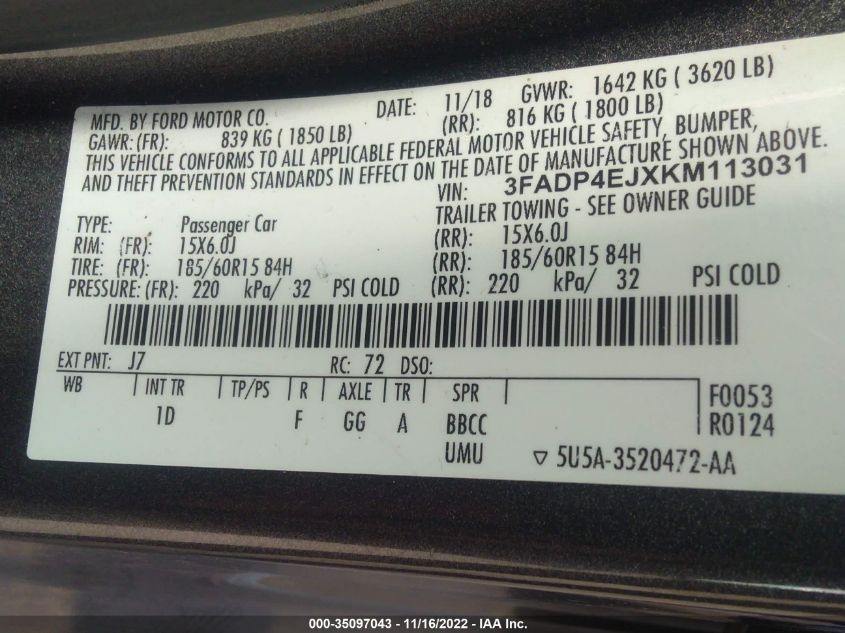 MFD. BY FORD MOTOR CO. DATE: 11/18 GVWR: 1642 KG ( 3620 LB)
GAWR: (FR): 839 KG ( 1850 LB) (RR): 816 KG ( 1800 LB)
THIS VEHICLE CONFORMS TO ALL APPLICABLE FEDERAL MOTOR VEHICLE SAFETY, BUMPER,
AND THEFT PREVENTION STANDARDS IN EFFECT ON THE DATE OF MANUFACTURE SHOWN ABOVE.
VIN: 3FADP4EJXKM113031
TYPE: Passenger Car TRAILER TOWING - SEE OWNER GUIDE
RIM: (FR): 15X6.0J (RR): 15X6.0J
TIRE: (FR): 185/60R15 84H (RR): 185/60R15 84H
PRESSURE: (FR): 220 kPa/ 32 PSI COLD (RR): 220 kPa/ 32 PSI COLD
EXT PNT: J7 RC: 72 DSO:
WB INT TR TP/PS R AXLE TR SPR F0053
1D F GG A BBCC R0124
UMU ▽ 5U5A-3520472-AA
000-35097043 - 11/16/2022 - IAA Inc.